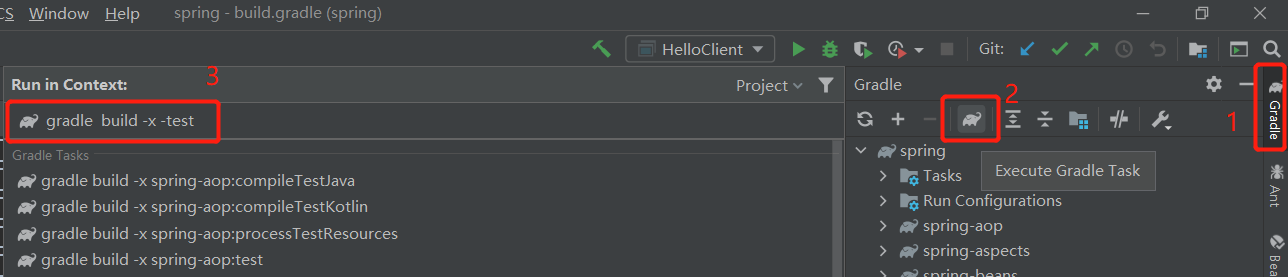 CS Window Help spring - build.gradle (spring)
HelloClient Git:
Run in Context: 3 Project
gradle build -x -test
Gradle Tasks
gradle build -x spring-aop:compileTestJava
gradle build -x spring-aop:compileTestKotlin
gradle build -x spring-aop:processTestResources
gradle build -x spring-aop:test
Gradle
2
1
spring
Tasks
Execute Gradle Task
Run Configurations
spring-aop
spring-aspects
spring-beans
Gradle
Ant
Bea